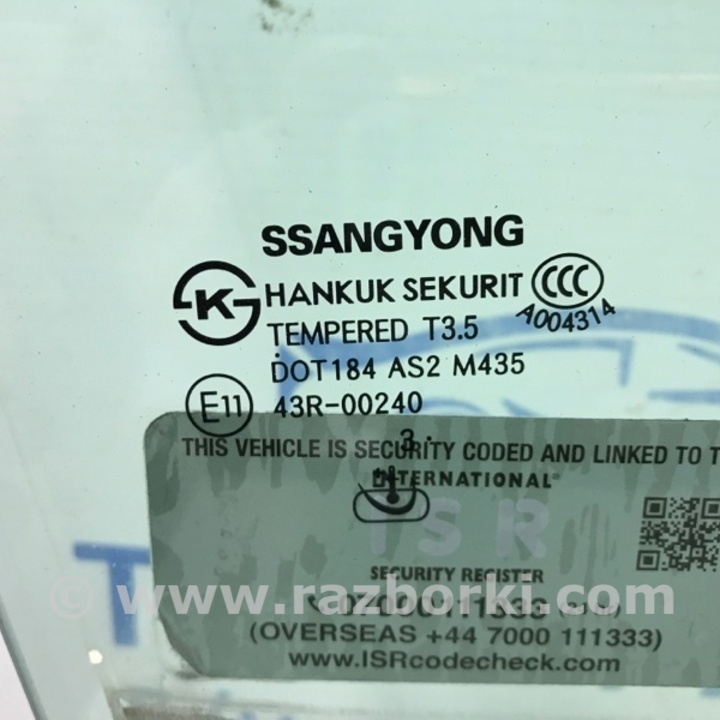 SSANGYONG
K HANKUK SEKURIT CCC
TEMPERED T3.5 A004314
DOT184 AS2 M435
E11 43R-00240
3 .
THIS VEHICLE IS SECURITY CODED AND LINKED TO T
INTERNATIONAL
ISR
SECURITY REGISTER
© www.razborki.com
(OVERSEAS +44 7000 111333)
www.ISRcodecheck.com